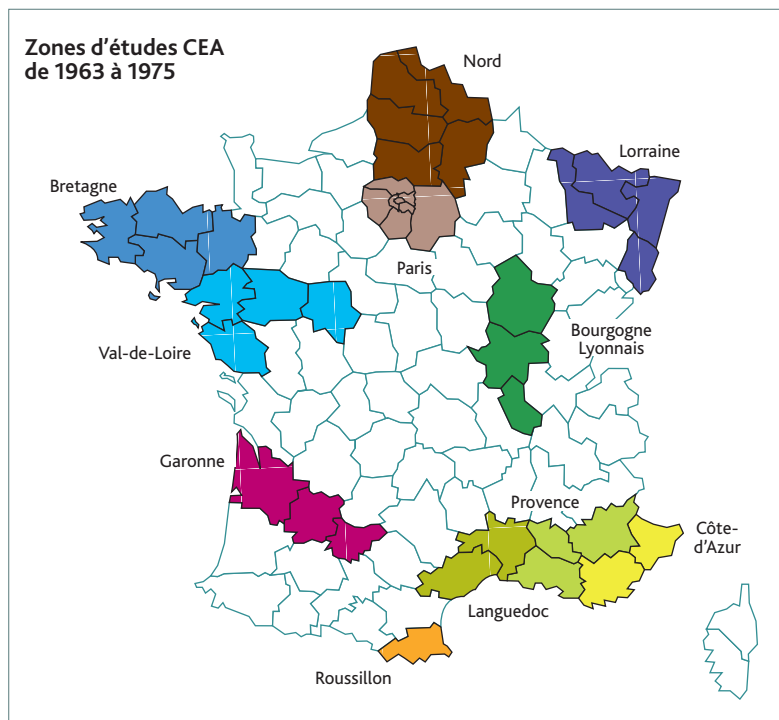 Zones d'études CEA
de 1963 à 1975
Nord
Lorraine
Bretagne
Paris
Bourgogne
Lyonnais
Val-de-Loire
Garonne
Provence
Côte-
d'Azur
Languedoc
Roussillon